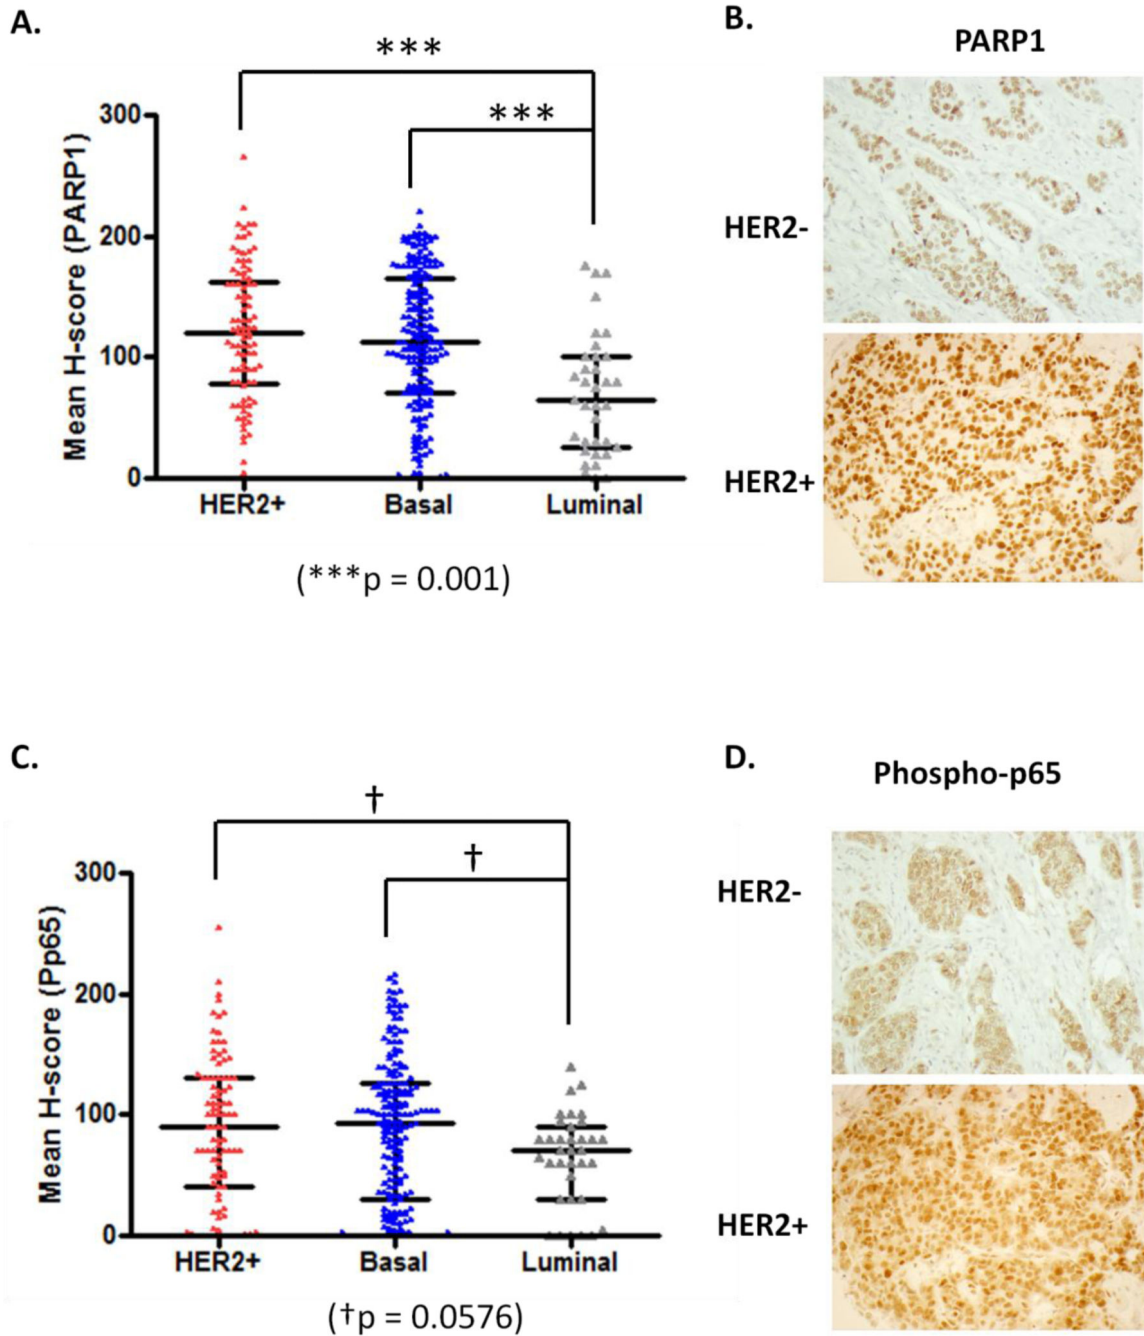 A.
***
***
300
200
100
0
Mean H-score (PARP1)
HER2+ Basal Luminal
(***p = 0.001)
B.
PARP1
HER2-
HER2+
C.
†
†
300
200
100
0
Mean H-score (Pp65)
HER2+ Basal Luminal
(†p = 0.0576)
D.
Phospho-p65
HER2-
HER2+